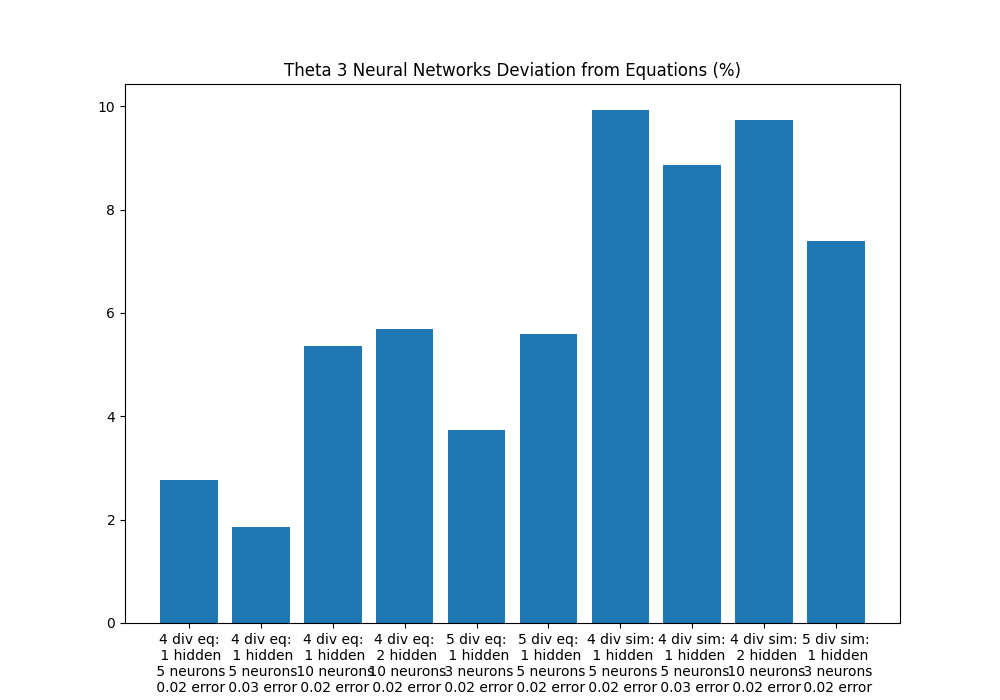 Theta 3 Neural Networks Deviation from Equations (%)
10
8
6
4
2
0
4 div eq:
1 hidden
5 neurons
0.02 error
4 div eq:
1 hidden
5 neurons
0.03 error
4 div eq:
1 hidden
10 neurons
0.02 error
4 div eq:
2 hidden
10 neurons
0.02 error
5 div eq:
1 hidden
3 neurons
0.02 error
5 div eq:
1 hidden
5 neurons
0.02 error
4 div sim:
1 hidden
5 neurons
0.02 error
4 div sim:
1 hidden
5 neurons
0.03 error
4 div sim:
2 hidden
10 neurons
0.02 error
5 div sim:
1 hidden
3 neurons
0.02 error